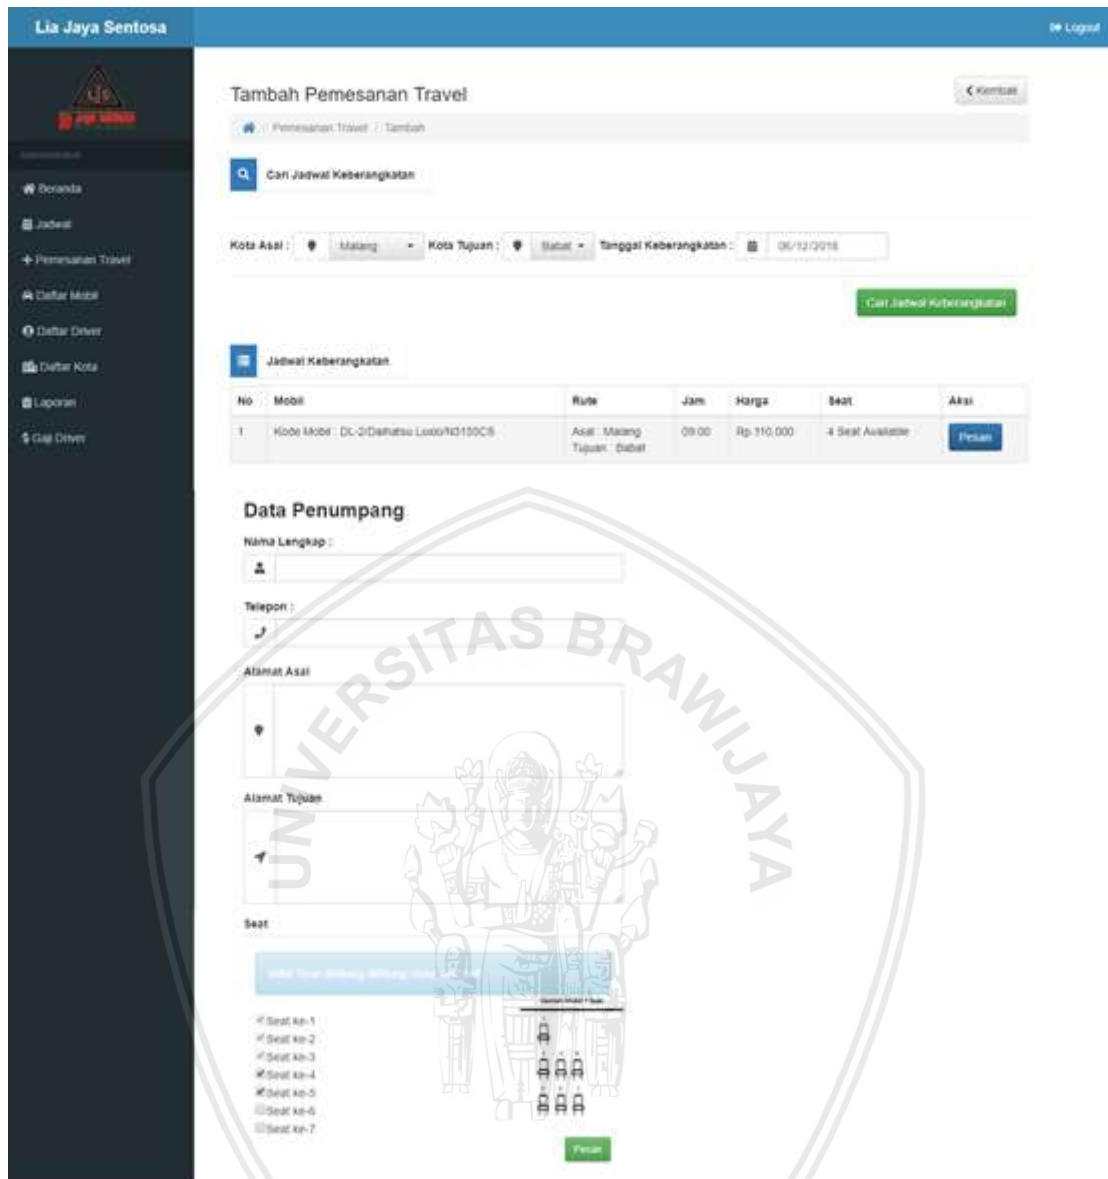 Lia Jaya Sentosa
Logout
Tambah Pemesanan Travel
Kembali
Pemesanan Travel / Tambah
Beranda
Jadwal
Pemesanan Travel
Daftar Mobil
Daftar Driver
Daftar Kota
Laporan
$ Gaji Driver
Cari Jadwal Keberangkatan
Kota Asal : Malang Kota Tujuan : Babat Tanggal Keberangkatan : 06/12/2018
Cari Jadwal Keberangkatan
Jadwal Keberangkatan
No Mobil Rute Jam Harga Seat Aksi
1 Kode Mobil : DL-2/Daihatsu Asal : Malang 09:00 Rp.110,000 4 Seat Available Pesan
Tujuan : Babat
Data Penumpang
Nama Lengkap :
Telepon :
Alamat Asal
Alamat Tujuan
Seat
Seat ke-1
Seat ke-2
Seat ke-3
Seat ke-4
Seat ke-5
Seat ke-6
Seat ke-7
Pesan
UNIVERSITAS BRAWIJAYA